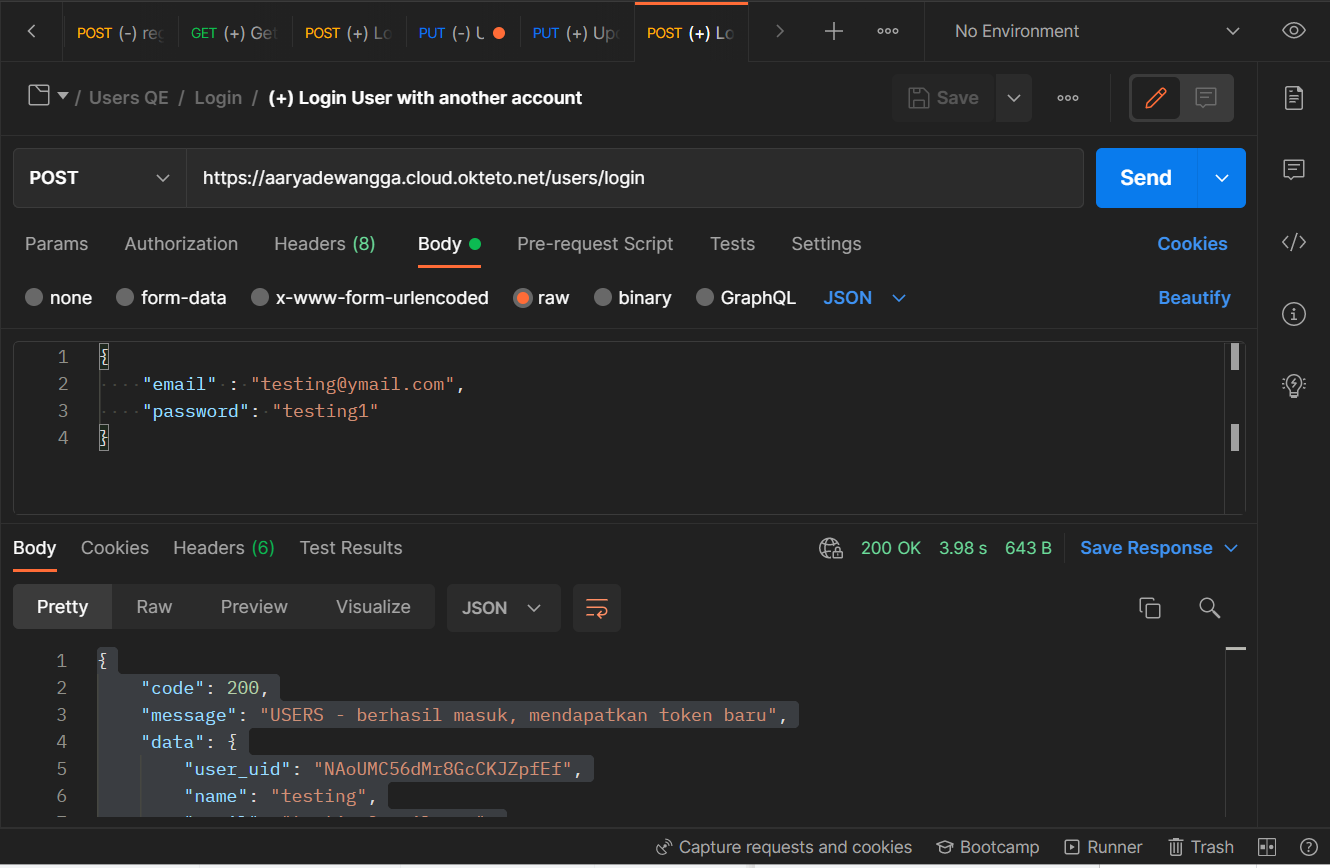 POST (-) reg GET (+) Get POST (+) Lo PUT (-) U PUT (+) Upd POST (+) Lo No Environment
/ Users QE / Login / (+) Login User with another account Save
POST https://aaryadewangga.cloud.okteto.net/users/login Send
Params Authorization Headers (8) Body Pre-request Script Tests Settings Cookies
none form-data x-www-form-urlencoded raw binary GraphQL JSON Beautify
1 {
2 "email" : "testing@ymail.com",
3 "password": "testing1"
4 }
Body Cookies Headers (6) Test Results 200 OK 3.98 s 643 B Save Response
Pretty Raw Preview Visualize JSON
1 {
2 "code": 200,
3 "message": "USERS - berhasil masuk, mendapatkan token baru",
4 "data": {
5 "user_uid": "NAoUMC56dMr8GcCKJZpfEf",
6 "name": "testing",
Capture requests and cookies Bootcamp Runner Trash